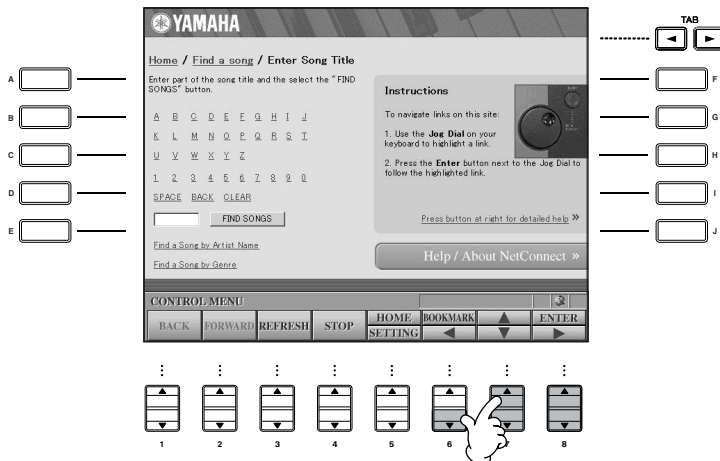 YAMAHA
TAB
Home / Find a song / Enter Song Title
Enter part of the song title and the select the "FIND
SONGS" button.
A B C D E F G H I J
K L M N O P Q R S T
U V W X Y Z
1 2 3 4 5 6 7 8 9 0
SPACE BACK CLEAR
FIND SONGS
Find a Song by Artist Name
Find a Song by Genre
Instructions
To navigate links on this site:
1. Use the Jog Dial on your
keyboard to highlight a link.
2. Press the Enter button next to the Jog Dial to
follow the highlighted link.
Press button at right for detailed help »
Help / About NetConnect »
A
B
C
D
E
F
G
H
I
J
CONTROL MENU
BACK FORWARD REFRESH STOP HOME BOOKMARK ENTER
SETTING
1 2 3 4 5 6 7 8